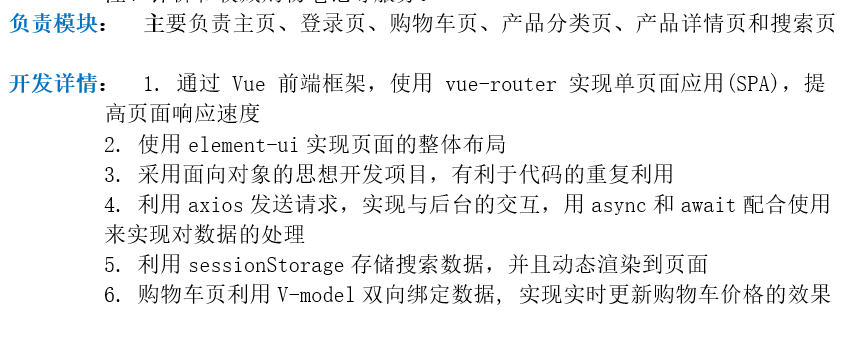 负责模块： 主要负责主页、登录页、购物车页、产品分类页、产品详情页和搜索页
开发详情： 1. 通过 Vue 前端框架，使用 vue-router 实现单页面应用(SPA)，提
高页面响应速度
2. 使用 element-ui 实现页面的整体布局
3. 采用面向对象的思想开发项目，有利于代码的重复利用
4. 利用 axios 发送请求，实现与后台的交互，用 async 和 await 配合使用
来实现对数据的处理
5. 利用 sessionStorage 存储搜索数据，并且动态渲染到页面
6. 购物车页利用 V-model 双向绑定数据, 实现实时更新购物车价格的效果